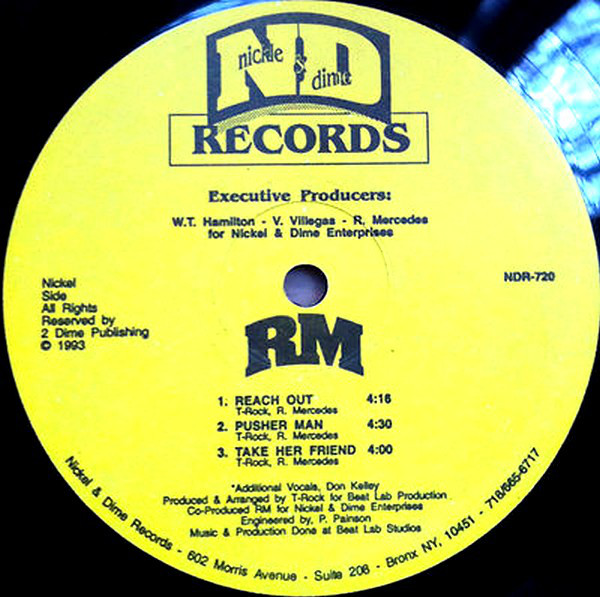 ND
nickle & dime
RECORDS
Executive Producers:
W.T. Hamilton - V. Villegas - R. Mercedes
for Nickel & Dime Enterprises
NDR-720
Nickel
Side
All Rights
Reserved by
2 Dime Publishing
© 1993
RM
1. REACH OUT 4:16
T-Rock, R. Mercedes
2. PUSHER MAN 4:30
T-Rock, R. Mercedes
3. TAKE HER FRIEND 4:00
T-Rock, R. Mercedes
*Additional Vocals, Don Kelley
Produced & Arranged by T-Rock for Beat Lab Production
Co-Produced RM for Nickel & Dime Enterprises
Engineered by, P. Painson
Music & Production Done at Beat Lab Studios
Nickel & Dime Records - 602 Morris Avenue - Suite 206 - Bronx NY, 10451 - 718/665-6717